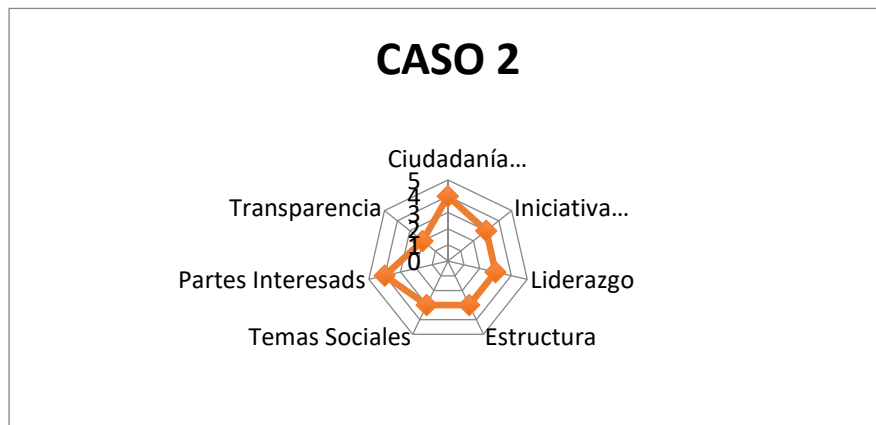 CASO 2
Ciudadanía...
5
4
3
2
1
0
Iniciativa...
Liderazgo
Estructura
Temas Sociales
Partes Interesads
Transparencia